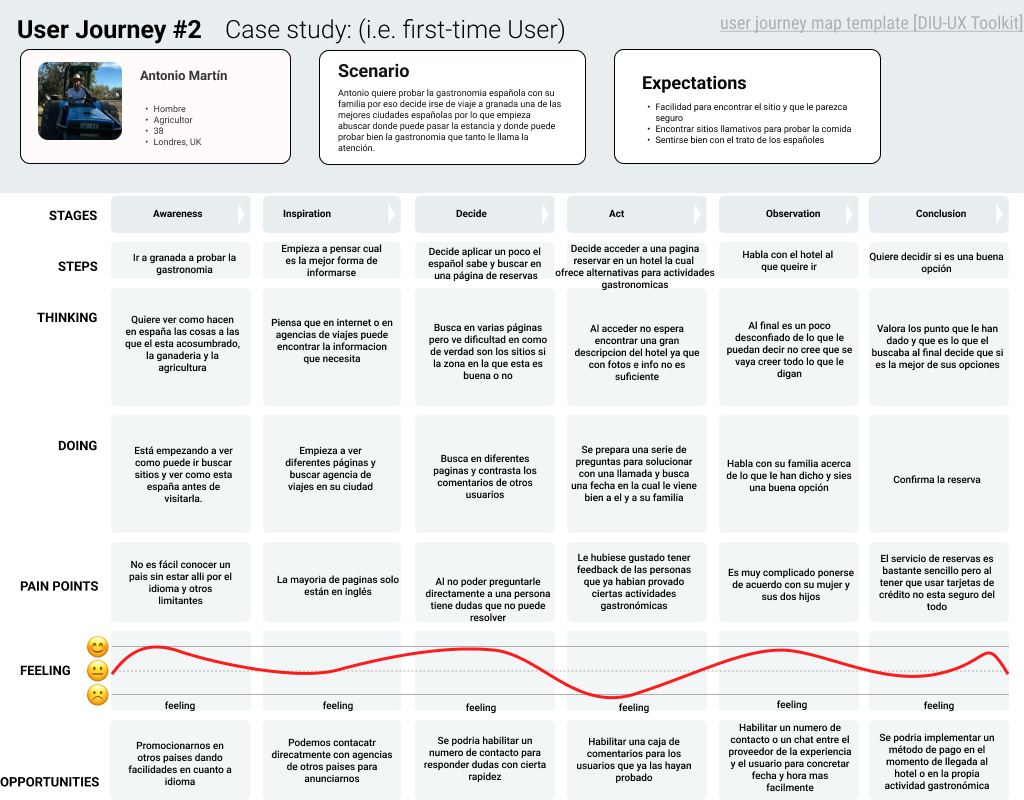 User Journey #2 Case study: (i.e. first-time User)
user journey map template [DIU-UX Toolkit]
Antonio Martín
• Hombre
• Agricultor
• 38
• Londres, UK
Scenario
Antonio quiere probar la gastronomia española con su
familia por eso decide irse de viaje a granada una de las
mejores ciudades españolas por lo que empieza
abuscar donde puede pasar la estancia y donde puede
probar bien la gastronomia que tanto le llama la
atención.
Expectations
• Facilidad para encontrar el sitio y que le parezca
seguro
• Encontrar sitios llamativos para probar la comida
• Sentirse bien con el trato de los españoles
STAGES
Awareness
Inspiration
Decide
Act
Observation
Conclusion
STEPS
Ir a granada a probar la
gastronomia
Empieza a pensar cual
es la mejor forma de
informarse
Decide aplicar un poco el
español sabe y buscar en
una página de reservas
Decide acceder a una pagina
reservar en un hotel la cual
ofrece alternativas para actividades
gastronomicas
Habla con el hotel al
que queire ir
Quiere decidir si es una buena
opción
THINKING
Quiere ver como hacen
en españa las cosas a las
que el esta acosumbrado,
la ganaderia y la
agricultura
Piensa que en internet o en
agencias de viajes puede
encontrar la informacion
que necesita
Busca en varias páginas
pero ve dificultad en como
de verdad son los sitios si
la zona en la que esta es
buena o no
Al acceder no espera
encontrar una gran
descripcion del hotel ya que
con fotos e info no es
suficiente
Al final es un poco
desconfiado de lo que le
puedan decir no cree que se
vaya creer todo lo que le
digan
Valora los punto que le han
dado y que es lo que el
buscaba al final decide que si
es la mejor de sus opciones
DOING
Está empezando a ver
como puede ir buscar
sitios y ver como esta
españa antes de
visitarla.
Empieza a ver
diferentes páginas y
buscar agencia de
viajes en su ciudad
Busca en diferentes
paginas y contrasta los
comentarios de otros
usuarios
Se prepara una serie de
preguntas para solucionar
con una llamada y busca
una fecha en la cual le viene
bien a el y a su familia
Habla con su familia acerca
de lo que le han dicho y sies
una buena opción
Confirma la reserva
PAIN POINTS
No es fácil conocer un
pais sin estar alli por el
idioma y otros
limitantes
La mayoria de paginas solo
están en inglés
Al no poder preguntarle
directamente a una persona
tiene dudas que no puede
resolver
Le hubiese gustado tener
feedback de las personas
que ya habian provado
ciertas actividades
gastronómicas
Es muy complicado ponerse
de acuerdo con su mujer y
sus dos hijos
El servicio de reservas es
bastante sencillo pero al
tener que usar tarjetas de
crédito no esta seguro del
todo
FEELING
feeling
feeling
feeling
feeling
feeling
feeling
OPPORTUNITIES
Promocionarnos en
otros paises dando
facilidades en cuanto a
idioma
Podemos contacatr
direcatmente con agencias
de otros paises para
anunciarnos
Se podria habilitar un
numero de contacto para
responder dudas con cierta
rapidez
Habilitar una caja de
comentarios para los
usuarios que ya las hayan
probado
Habilitar un numero de
contacto o un chat entre el
proveedor de la experiencia
y el usuario para concretar
fecha y hora mas
facilmente
Se podria implementar un
método de pago en el
momento de llegada al
hotel o en la propia
actividad gastronómica